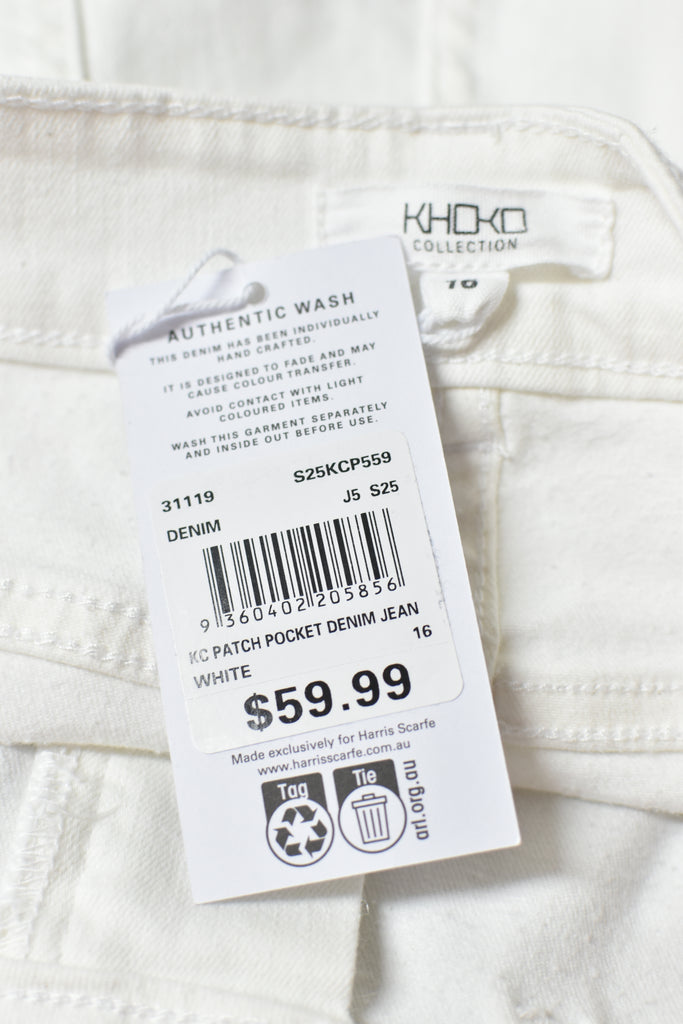 KHOKO
COLLECTION
16
AUTHENTIC WASH
THIS DENIM HAS BEEN INDIVIDUALLY
HAND CRAFTED.
IT IS DESIGNED TO FADE AND MAY
CAUSE COLOUR TRANSFER.
AVOID CONTACT WITH LIGHT
COLOURED ITEMS.
WASH THIS GARMENT SEPARATELY
AND INSIDE OUT BEFORE USE.
31119 S25KCP559
DENIM J5 S25
9 360402 205856
KC PATCH POCKET DENIM JEAN
WHITE 16
$59.99
Made exclusively for Harris Scarfe
www.harrisscarfe.com.au
Tag Tie
arl.org.au